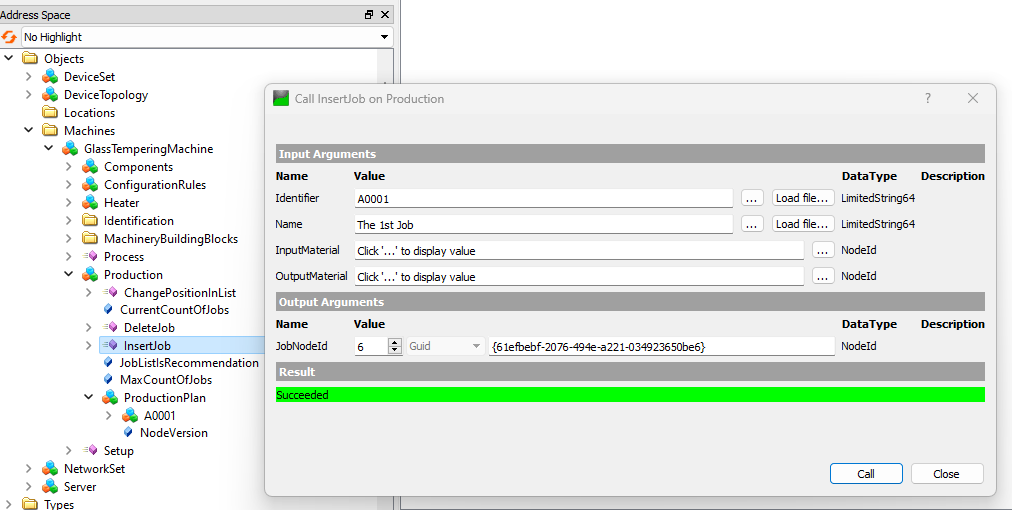 Address Space
No Highlight
Objects
DeviceSet
DeviceTopology
Locations
Machines
GlassTemperingMachine
Components
ConfigurationRules
Heater
Identification
MachineryBuildingBlocks
Process
Production
ChangePositionInList
CurrentCountOfJobs
DeleteJob
InsertJob
JobListIsRecommendation
MaxCountOfJobs
ProductionPlan
A0001
NodeVersion
Setup
NetworkSet
Server
Types
Call InsertJob on Production
?
Input Arguments
Name Value DataType Description
Identifier A0001 ... Load file... LimitedString64
Name The 1st Job ... Load file... LimitedString64
InputMaterial Click '...' to display value ... NodeId
OutputMaterial Click '...' to display value ... NodeId
Output Arguments
Name Value DataType Description
JobNodeId 6 Guid {61efbebf-2076-494e-a221-034923650be6} NodeId
Result
Succeeded
Call Close